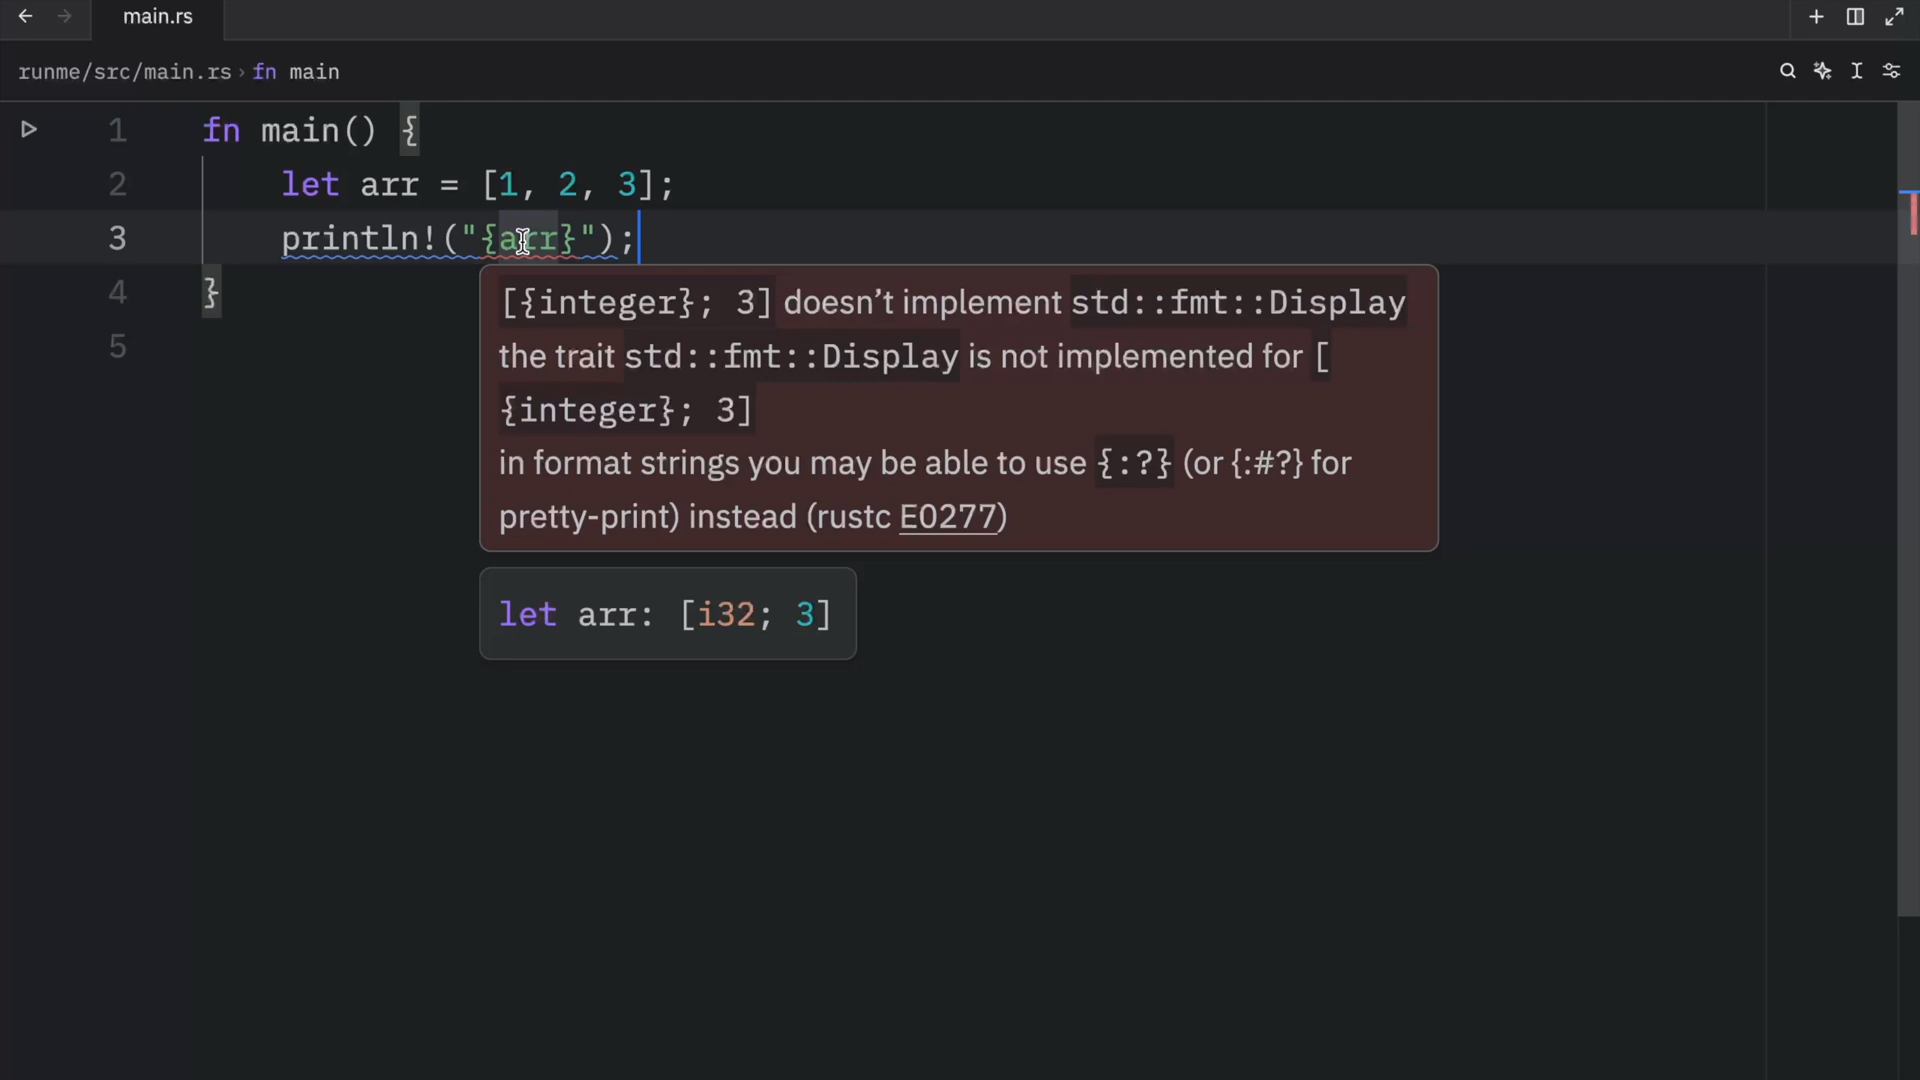 main.rs
runme/src/main.rs › fn main
1 fn main() {
2 let arr = [1, 2, 3];
3 println!("{arr}");
4 }
5
[{integer}; 3] doesn’t implement std::fmt::Display
the trait std::fmt::Display is not implemented for [
{integer}; 3]
in format strings you may be able to use {:?} (or {:#?} for
pretty-print) instead (rustc E0277)
let arr: [i32; 3]